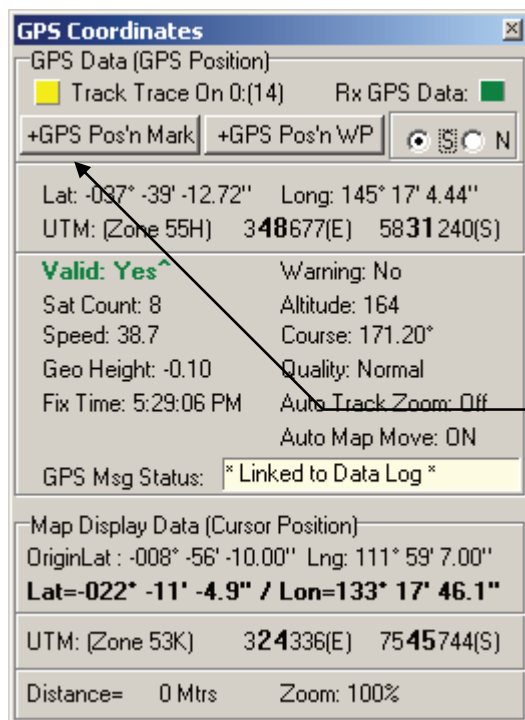 GPS Coordinates
GPS Data (GPS Position)
Track Trace On 0:(14) Rx GPS Data:
+GPS Pos'n Mark +GPS Pos'n WP S N
Lat: -037° -39' -12.72" Long: 145° 17' 4.44"
UTM: (Zone 55H) 348677(E) 5831240(S)
Valid: Yes^ Warning: No
Sat Count: 8 Altitude: 164
Speed: 38.7 Course: 171.20°
Geo Height: -0.10 Quality: Normal
Fix Time: 5:29:06 PM Auto Track Zoom: Off
Auto Map Move: ON
GPS Msg Status: * Linked to Data Log *
Map Display Data (Cursor Position)
OriginLat : -008° -56' -10.00" Lng: 111° 59' 7.00"
Lat=-022° -11' -4.9" / Lon=133° 17' 46.1"
UTM: (Zone 53K) 324336(E) 7545744(S)
Distance= 0 Mtrs Zoom: 100%